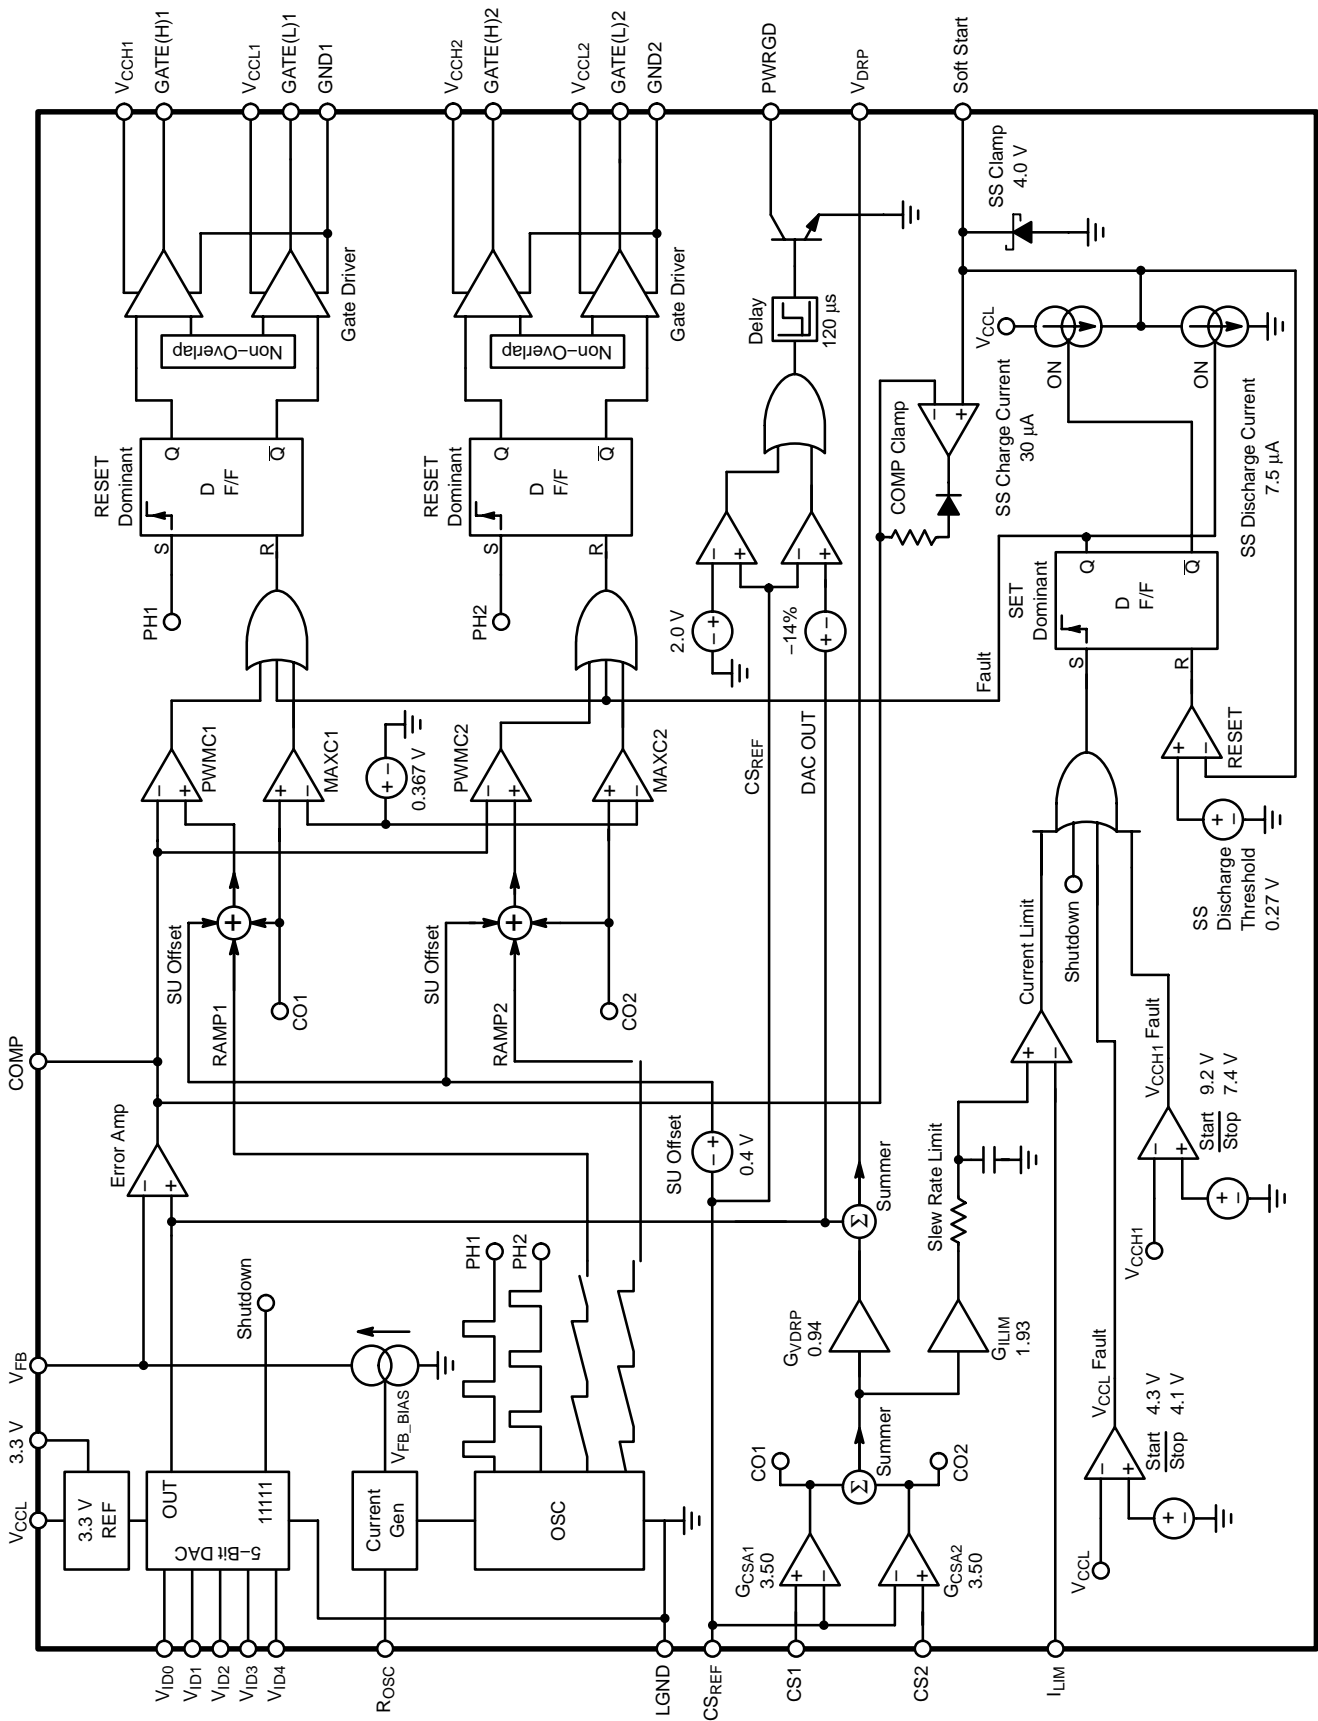 VCCH1
GATE(H)1
VCCL1
GATE(L)1
GND1
VCCH2
GATE(H)2
VCCL2
GATE(L)2
GND2
PWRGD
VDRP
Soft Start
Non−Overlap
Gate Driver
Non−Overlap
Gate Driver
SS Clamp
4.0 V
RESET
Dominant
S
R
D
F/F
Q
Q
PH1
RESET
Dominant
S
R
D
F/F
Q
Q
PH2
Delay
120 µs
COMP Clamp
−
+
VCCL
ON
ON
SS Charge Current
30 µA
SS Discharge Current
7.5 µA
SET
Dominant
S
R
D
F/F
Q
Q
Fault
2.0 V
− +
−
+
−
+
−14%
+ −
CSREF
DAC OUT
−
+
PWMC1
+
−
MAXC1
+ −
0.367 V
−
+
PWMC2
+
−
MAXC2
+
−
RESET
+ −
SS
Discharge
Threshold
0.27 V
COMP
SU Offset
+
RAMP1
CO1
SU Offset
+
RAMP2
CO2
Current Limit
+
−
Shutdown
VCCH1 Fault
−
+
Start 9.2 V
Stop 7.4 V
+ −
VCCH1
Error Amp
−
+
SU Offset
− +
0.4 V
Σ
Summer
Slew Rate Limit
PH1
PH2
Shutdown
VFB
VFB_BIAS
GVDRP
0.94
GILIM
1.93
VCCL Fault
−
+
Start 4.3 V
Stop 4.1 V
+ −
VCCL
3.3 V
VCCL
3.3 V
REF
OUT
11111
5−Bit DAC
Current
Gen
OSC
CO1
Σ
Summer
CO2
GCSA1
3.50
+
−
GCSA2
3.50
−
+
VID0
VID1
VID2
VID3
VID4
ROSC
LGND
CSREF
CS1
CS2
ILIM